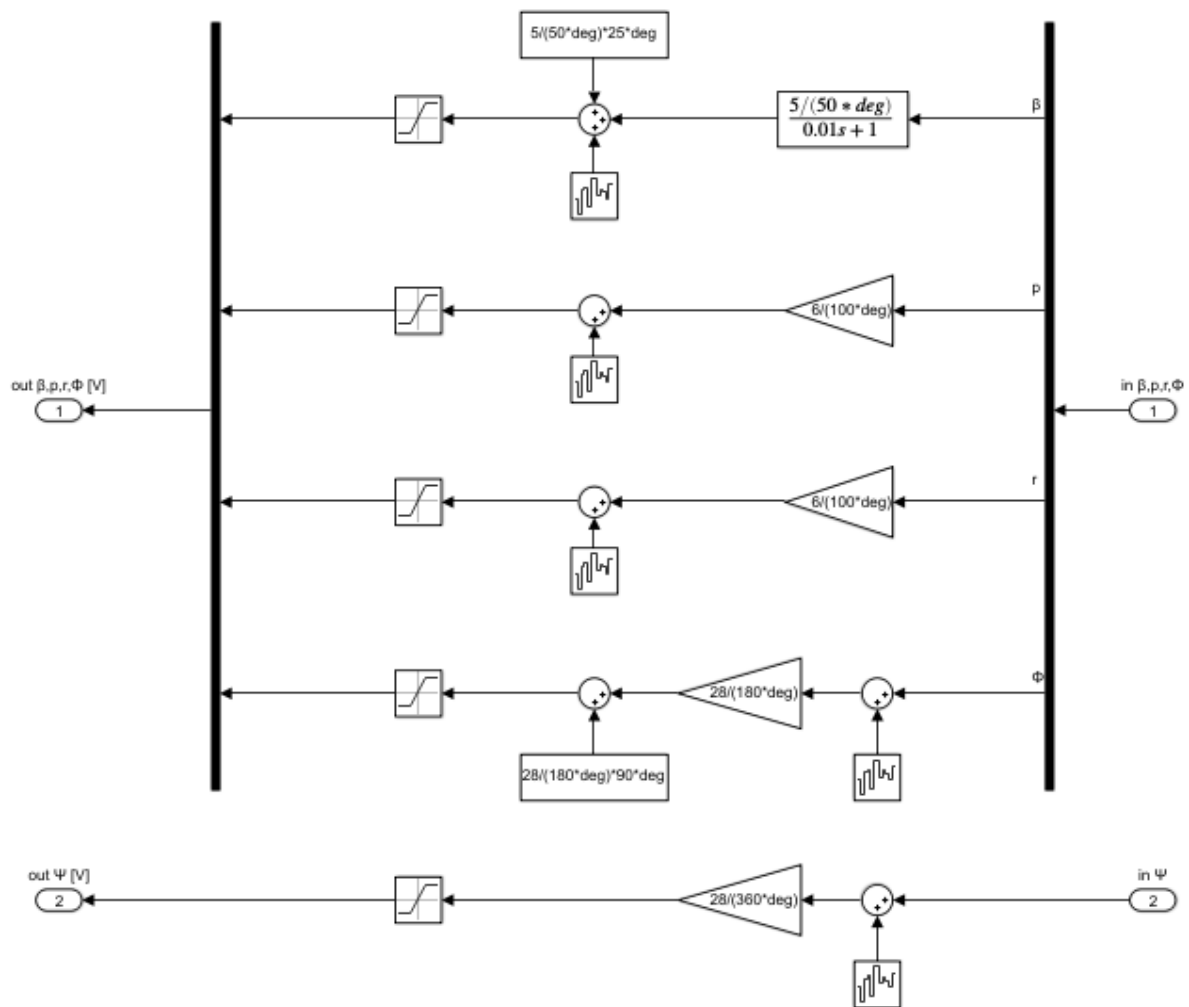 5/(50*deg)*25*deg
5/(50 * deg)
0.01s + 1
β
6/(100*deg)
p
out β,p,r,Φ [V]
1
in β,p,r,Φ
1
6/(100*deg)
r
28/(180*deg)
Φ
28/(180*deg)*90*deg
out Ψ [V]
2
28/(360*deg)
in Ψ
2